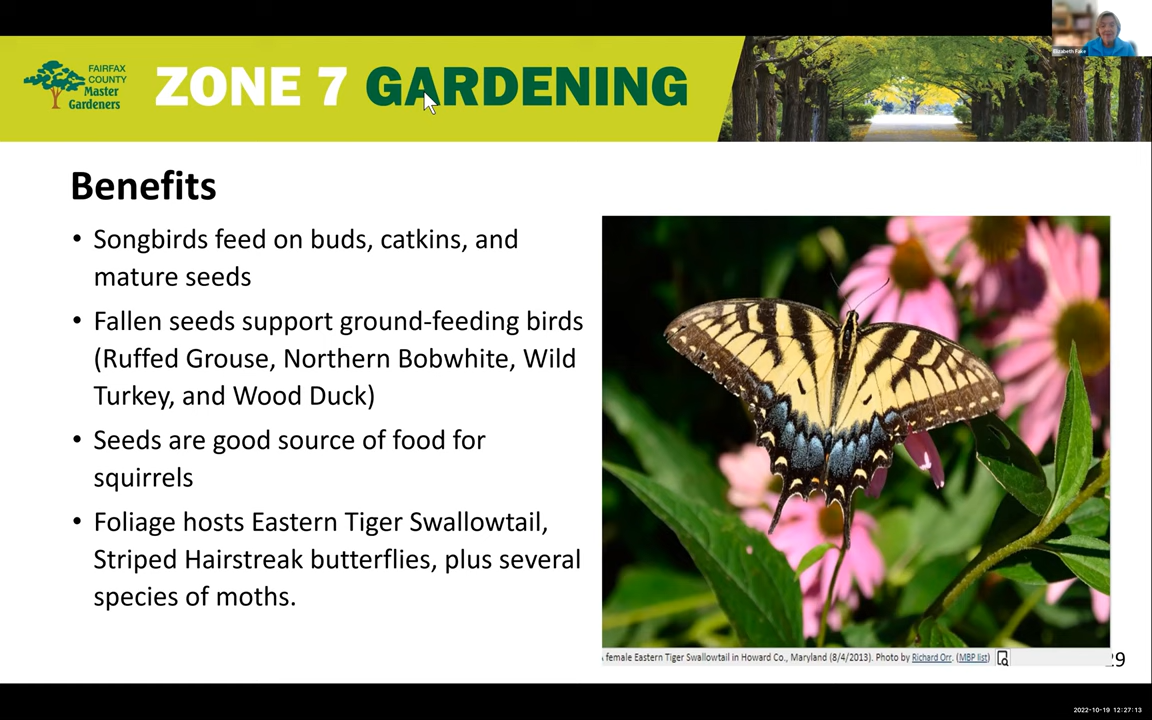 Elizabeth Fake
FAIRFAX
COUNTY
Master
Gardeners
ZONE 7 GARDENING
Benefits
• Songbirds feed on buds, catkins, and
mature seeds
• Fallen seeds support ground-feeding birds
(Ruffed Grouse, Northern Bobwhite, Wild
Turkey, and Wood Duck)
• Seeds are good source of food for
squirrels
• Foliage hosts Eastern Tiger Swallowtail,
Striped Hairstreak butterflies, plus several
species of moths.
female Eastern Tiger Swallowtail in Howard Co., Maryland (8/4/2013). Photo by Richard Orr. (MBP list)
29
2022-10-19 12:27:13